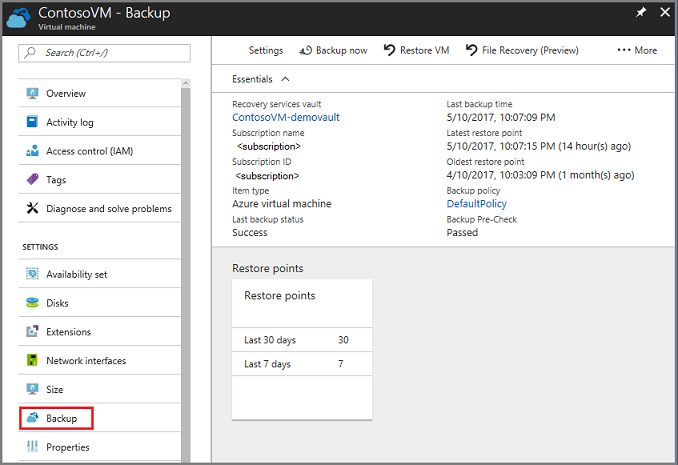 ContosoVM - Backup
Virtual machine
Search (Ctrl+/)
Overview
Activity log
Access control (IAM)
Tags
Diagnose and solve problems
SETTINGS
Availability set
Disks
Extensions
Network interfaces
Size
Backup
Properties
Settings Backup now Restore VM File Recovery (Preview) ••• More
Essentials
Recovery services vault
ContosoVM-demovault
Subscription name
<subscription>
Subscription ID
<subscription>
Item type
Azure virtual machine
Last backup status
Success
Last backup time
5/10/2017, 10:07:09 PM
Latest restore point
5/10/2017, 10:07:15 PM (14 hour(s) ago)
Oldest restore point
4/10/2017, 10:03:09 PM (1 month(s) ago)
Backup policy
DefaultPolicy
Backup Pre-Check
Passed
Restore points
Restore points
Last 30 days 30
Last 7 days 7